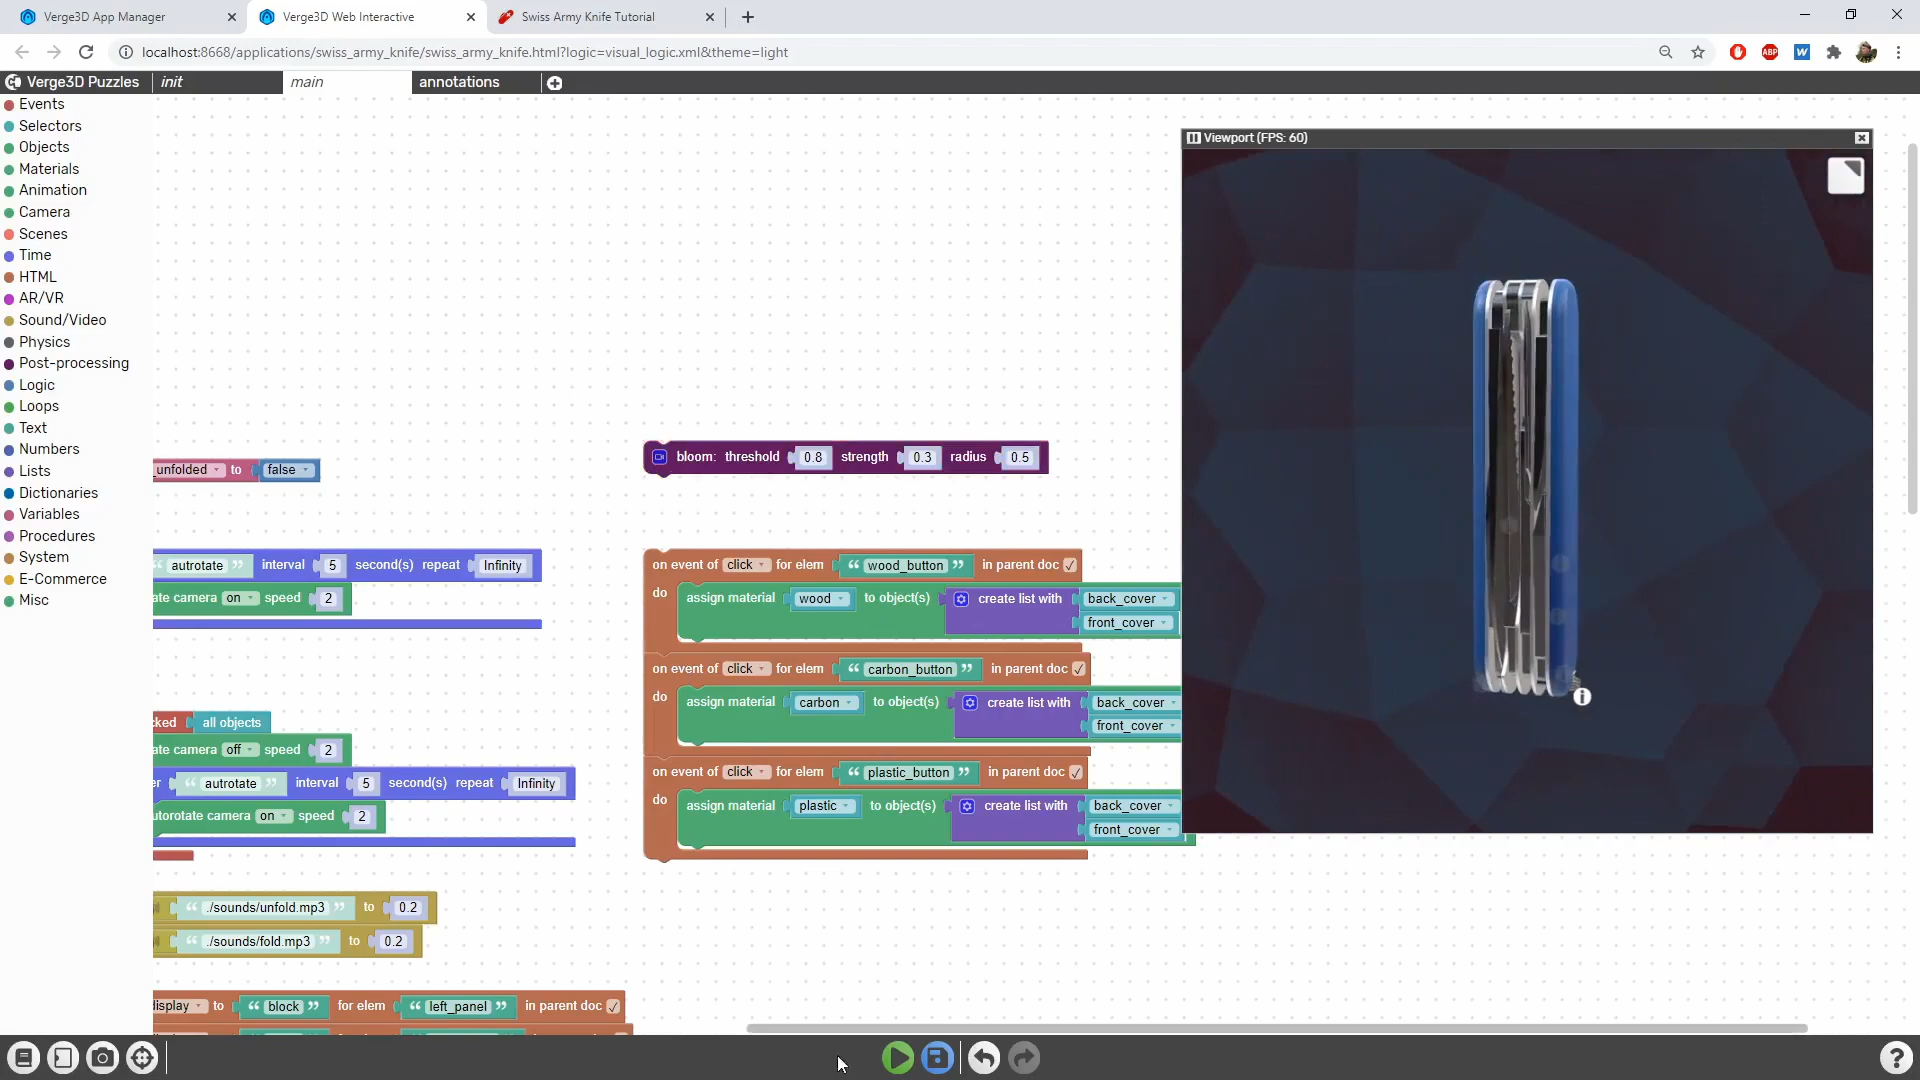 Verge3D App Manager
Verge3D Web Interactive
Swiss Army Knife Tutorial
localhost:8668/applications/swiss_army_knife/swiss_army_knife.html?logic=visual_logic.xml&theme=light
ABP
W
Verge3D Puzzles
init
main
annotations
Events
Selectors
Objects
Materials
Animation
Camera
Scenes
Time
HTML
AR/VR
Sound/Video
Physics
Post-processing
Logic
Loops
Text
Numbers
Lists
Dictionaries
Variables
Procedures
System
E-Commerce
Misc
_unfolded to false
“ autrotate ” interval 5 second(s) repeat Infinity
ate camera on speed 2
cked all objects
ate camera off speed 2
er “ autrotate ” interval 5 second(s) repeat Infinity
utorotate camera on speed 2
“ ./sounds/unfold.mp3 ” to 0.2
“ ./sounds/fold.mp3 ” to 0.2
display to “ block ” for elem “ left_panel ” in parent doc
bloom: threshold 0.8 strength 0.3 radius 0.5
on event of click for elem “ wood_button ” in parent doc
do assign material wood to object(s) create list with back_cover
front_cover
on event of click for elem “ carbon_button ” in parent doc
do assign material carbon to object(s) create list with back_cover
front_cover
on event of click for elem “ plastic_button ” in parent doc
do assign material plastic to object(s) create list with back_cover
front_cover
Viewport (FPS: 60)
i
?